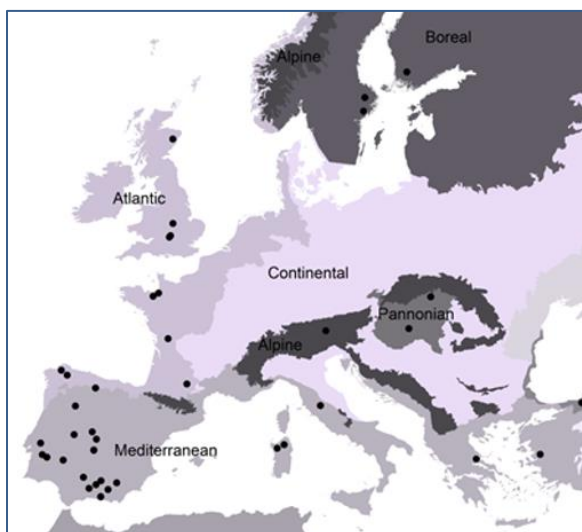 Boreal
Alpine
Atlantic
Continental
Pannonian
Alpine
Mediterranean